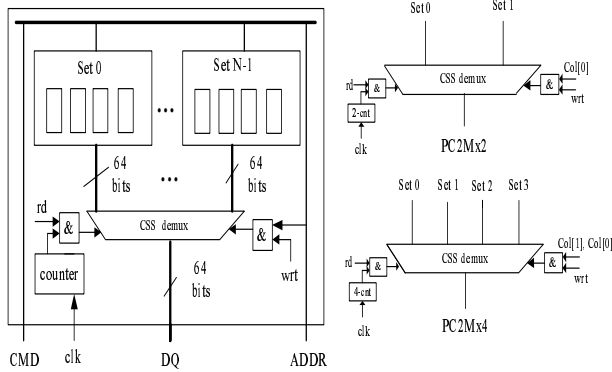 Set 0
Set N-1
•••
64
bits
•••
64
bits
rd
&
CSS demux
&
counter
64
bits
wrt
CMD
clk
DQ
ADDR
Set 0
Set 1
rd
&
CSS demux
&
Col[0]
wrt
2-cnt
clk
PC2Mx2
Set 0
Set 1
Set 2
Set 3
rd
&
CSS demux
&
Col[1], Col[0]
wrt
4-cnt
clk
PC2Mx4